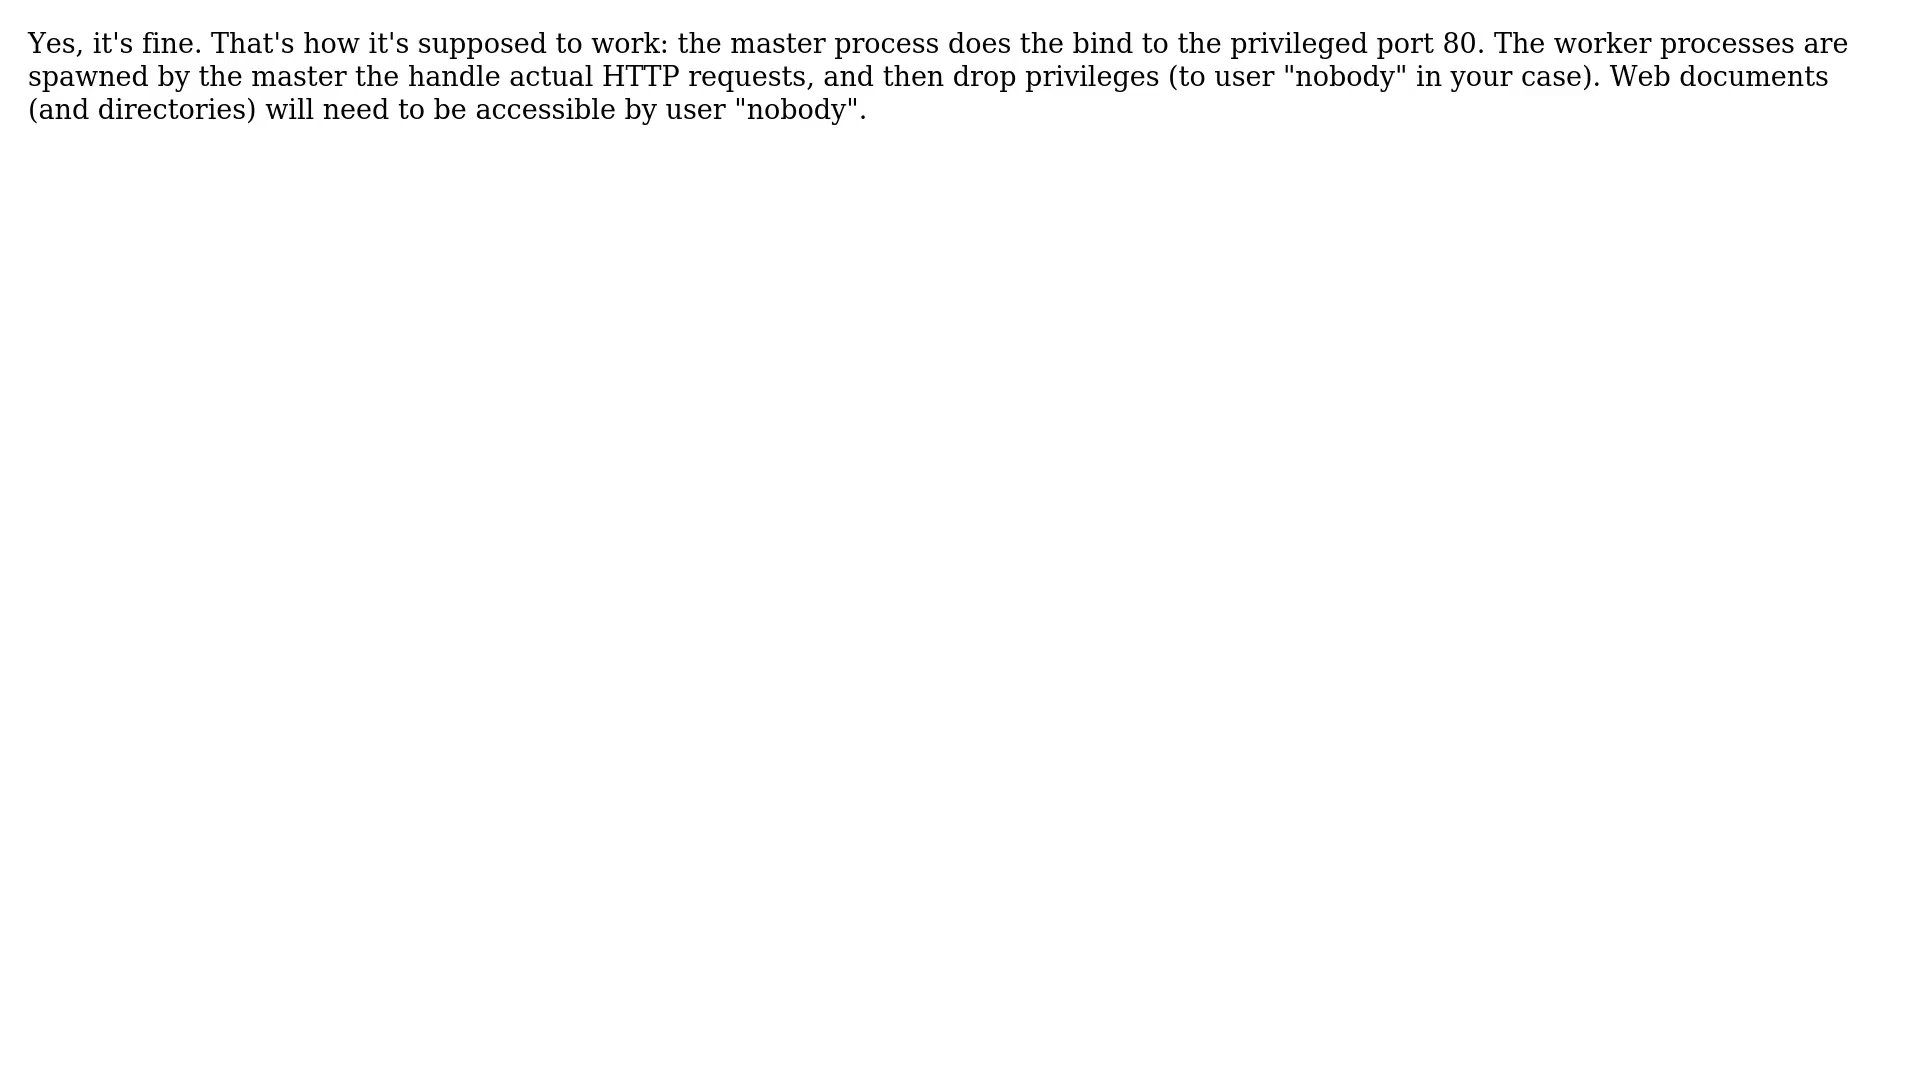 Yes, it's fine. That's how it's supposed to work: the master process does the bind to the privileged port 80. The worker processes are
spawned by the master the handle actual HTTP requests, and then drop privileges (to user "nobody" in your case). Web documents
(and directories) will need to be accessible by user "nobody".